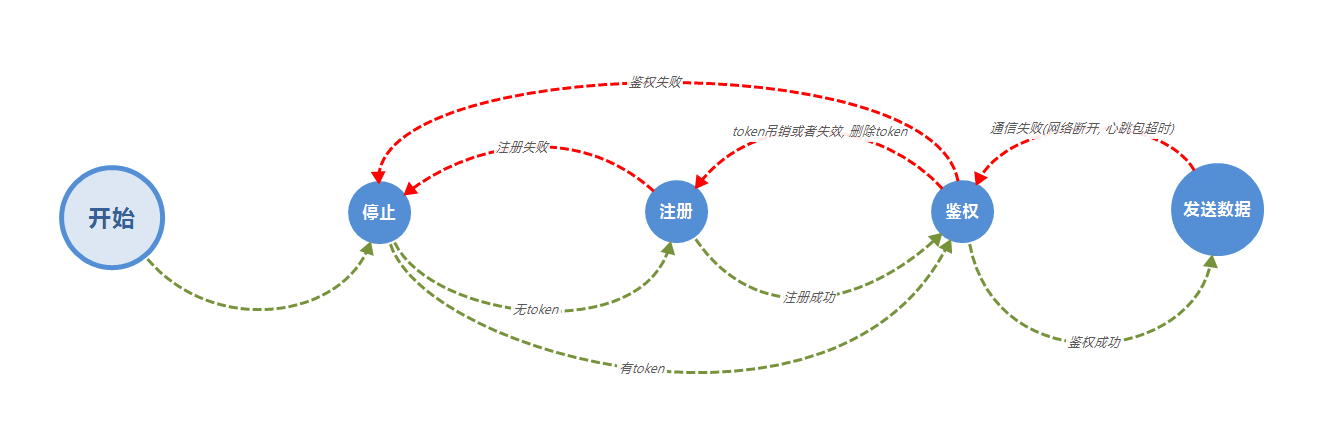 鉴权失败
token吊销或者失效, 删除token
通信失败(网络断开, 心跳包超时)
注册失败
开始
停止
注册
鉴权
发送数据
无token
注册成功
有token
鉴权成功